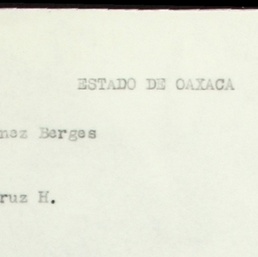 ESTADO DE OAXACA
nez Berges
ruz H.